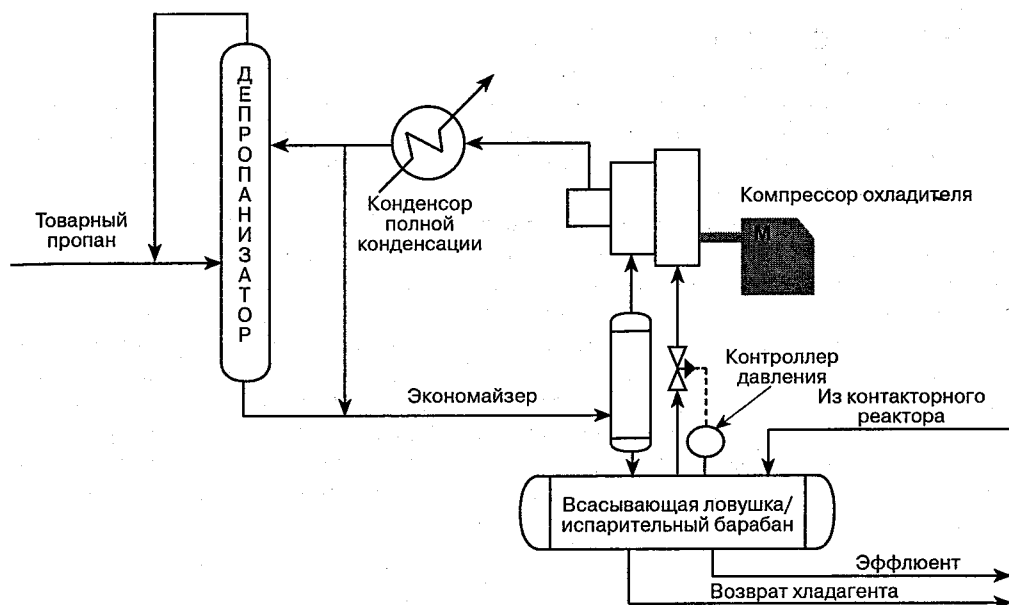 ДЕПРОПАНИЗАТОР
Товарный
пропан
Конденсор
полной
конденсации
Компрессор охладителя
М
Контроллер
давления
Экономайзер
Из контакторного
реактора
Всасывающая ловушка/
испарительный барабан
Эффлюент
Возврат хладагента